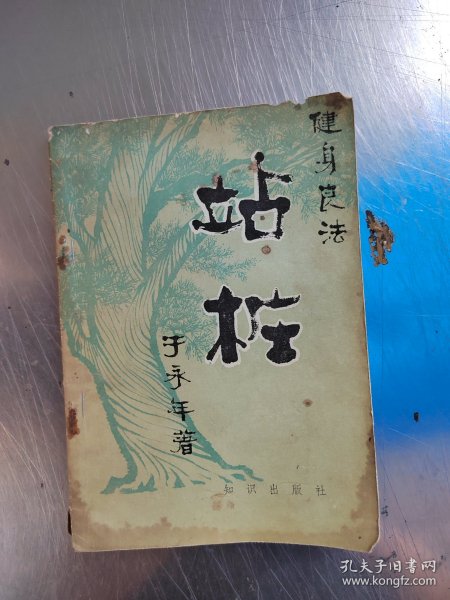 健身良法
站桩
于永年著
知识出版社
孔夫子旧书网
www.kongfz.com